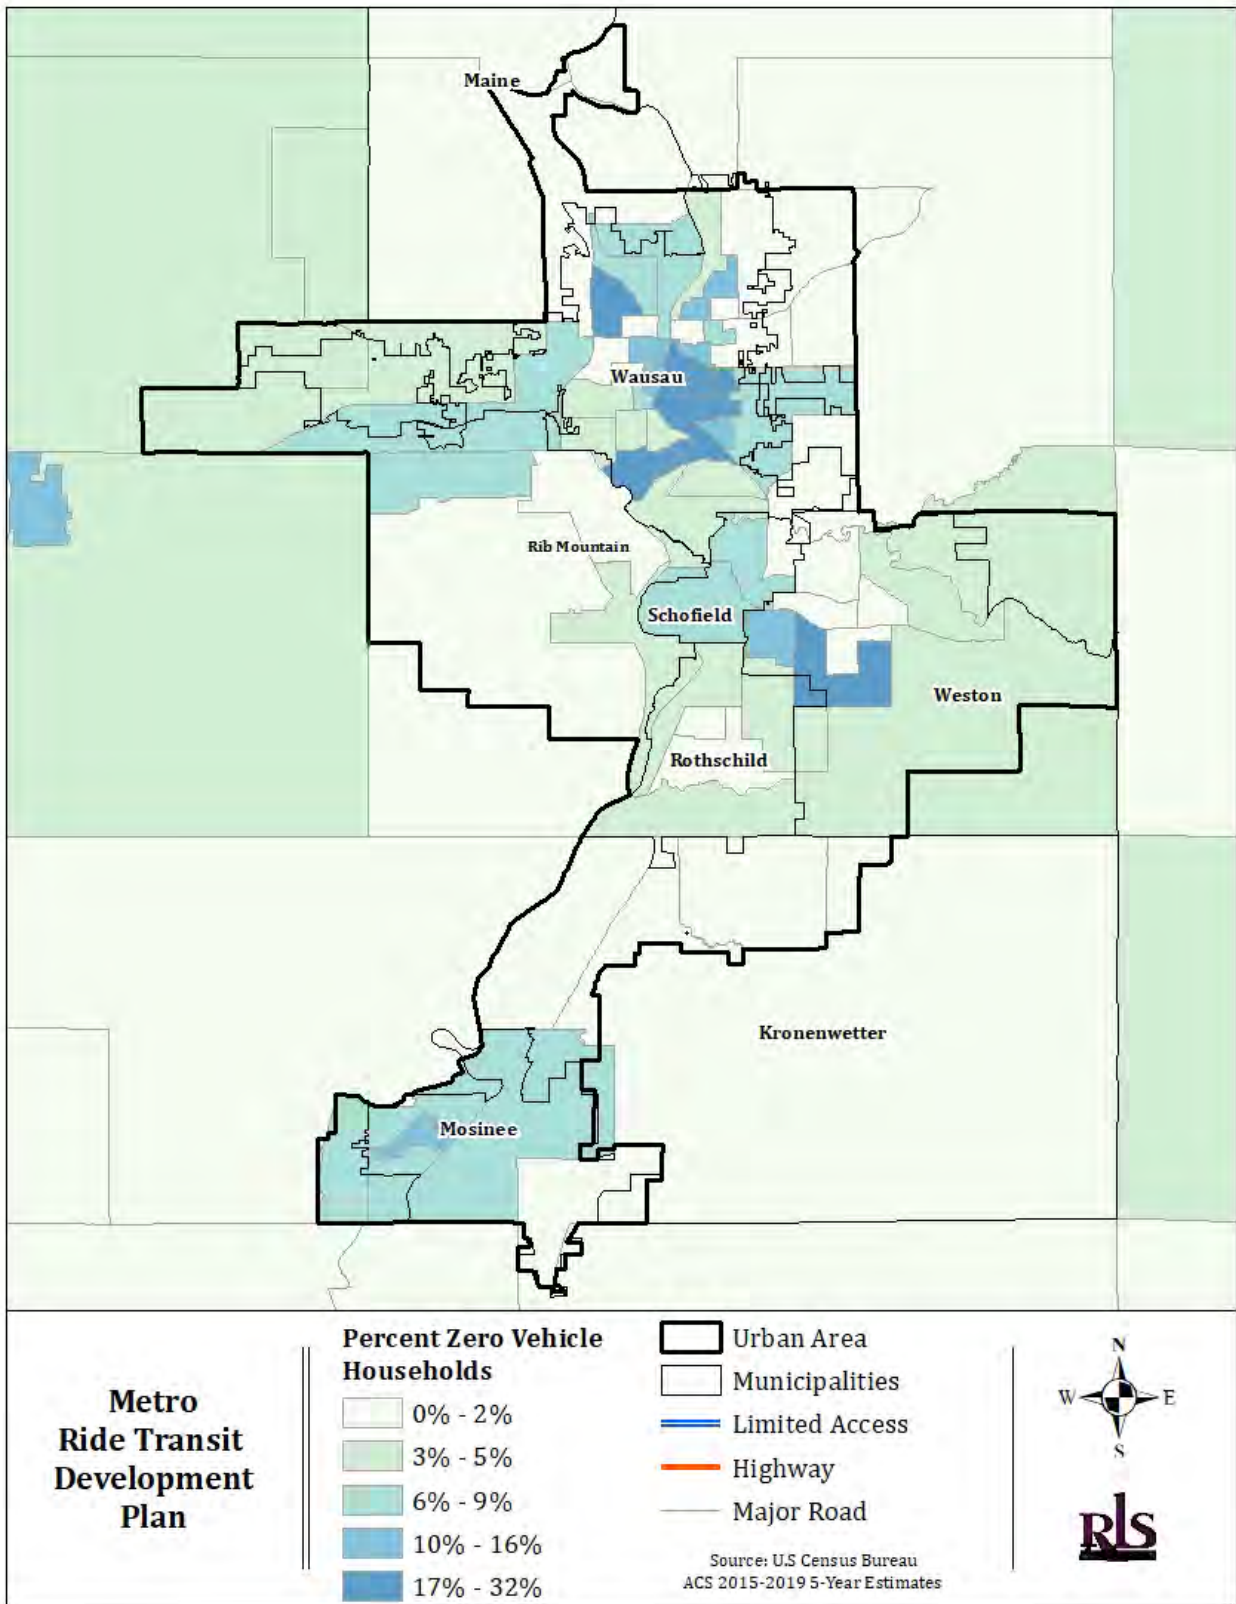 Maine
Wausau
Rib Mountain
Schofield
Weston
Rothschild
Kronenwetter
Mosinee
Metro
Ride Transit
Development
Plan
Percent Zero Vehicle
Households
0% - 2%
3% - 5%
6% - 9%
10% - 16%
17% - 32%
Urban Area
Municipalities
Limited Access
Highway
Major Road
Source: U.S Census Bureau
ACS 2015-2019 5-Year Estimates
N
W E
S
RLS